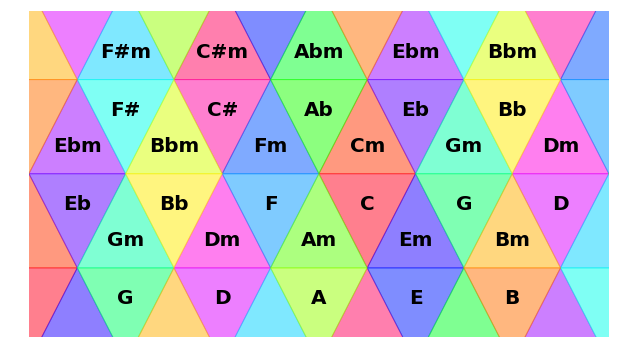 F#m C#m Abm Ebm Bbm
F# C# Ab Eb Bb
Ebm Bbm Fm Cm Gm Dm
Eb Bb F C G D
Gm Dm Am Em Bm
G D A E B